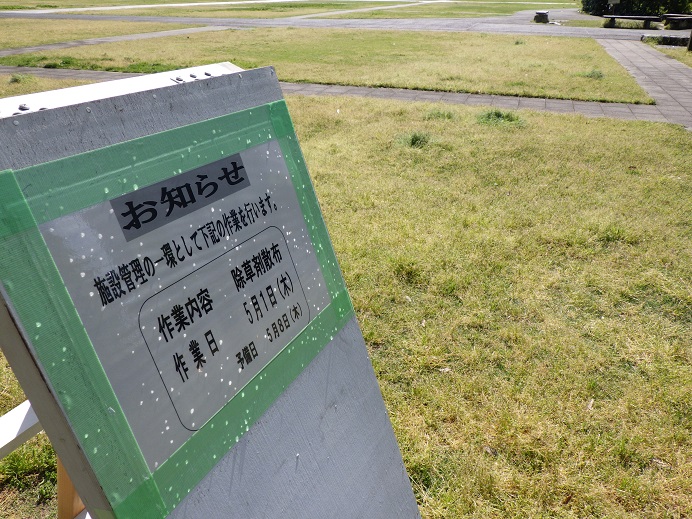 お知らせ
施設管理の一環として下記の作業を行います。
作業内容　除草剤散布
作業日　5月1日(木)
予備日　5月8日(木)